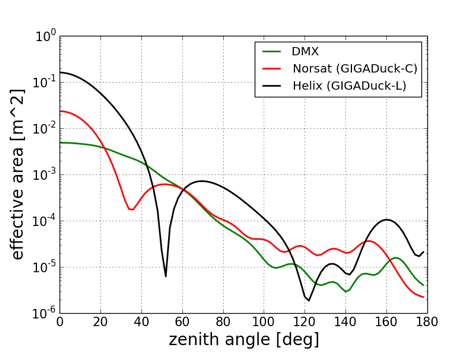 10^0
10^-1
10^-2
10^-3
10^-4
10^-5
10^-6
effective area [m^2]
DMX
Norsat (GIGADuck-C)
Helix (GIGADuck-L)
0 20 40 60 80 100 120 140 160 180
zenith angle [deg]